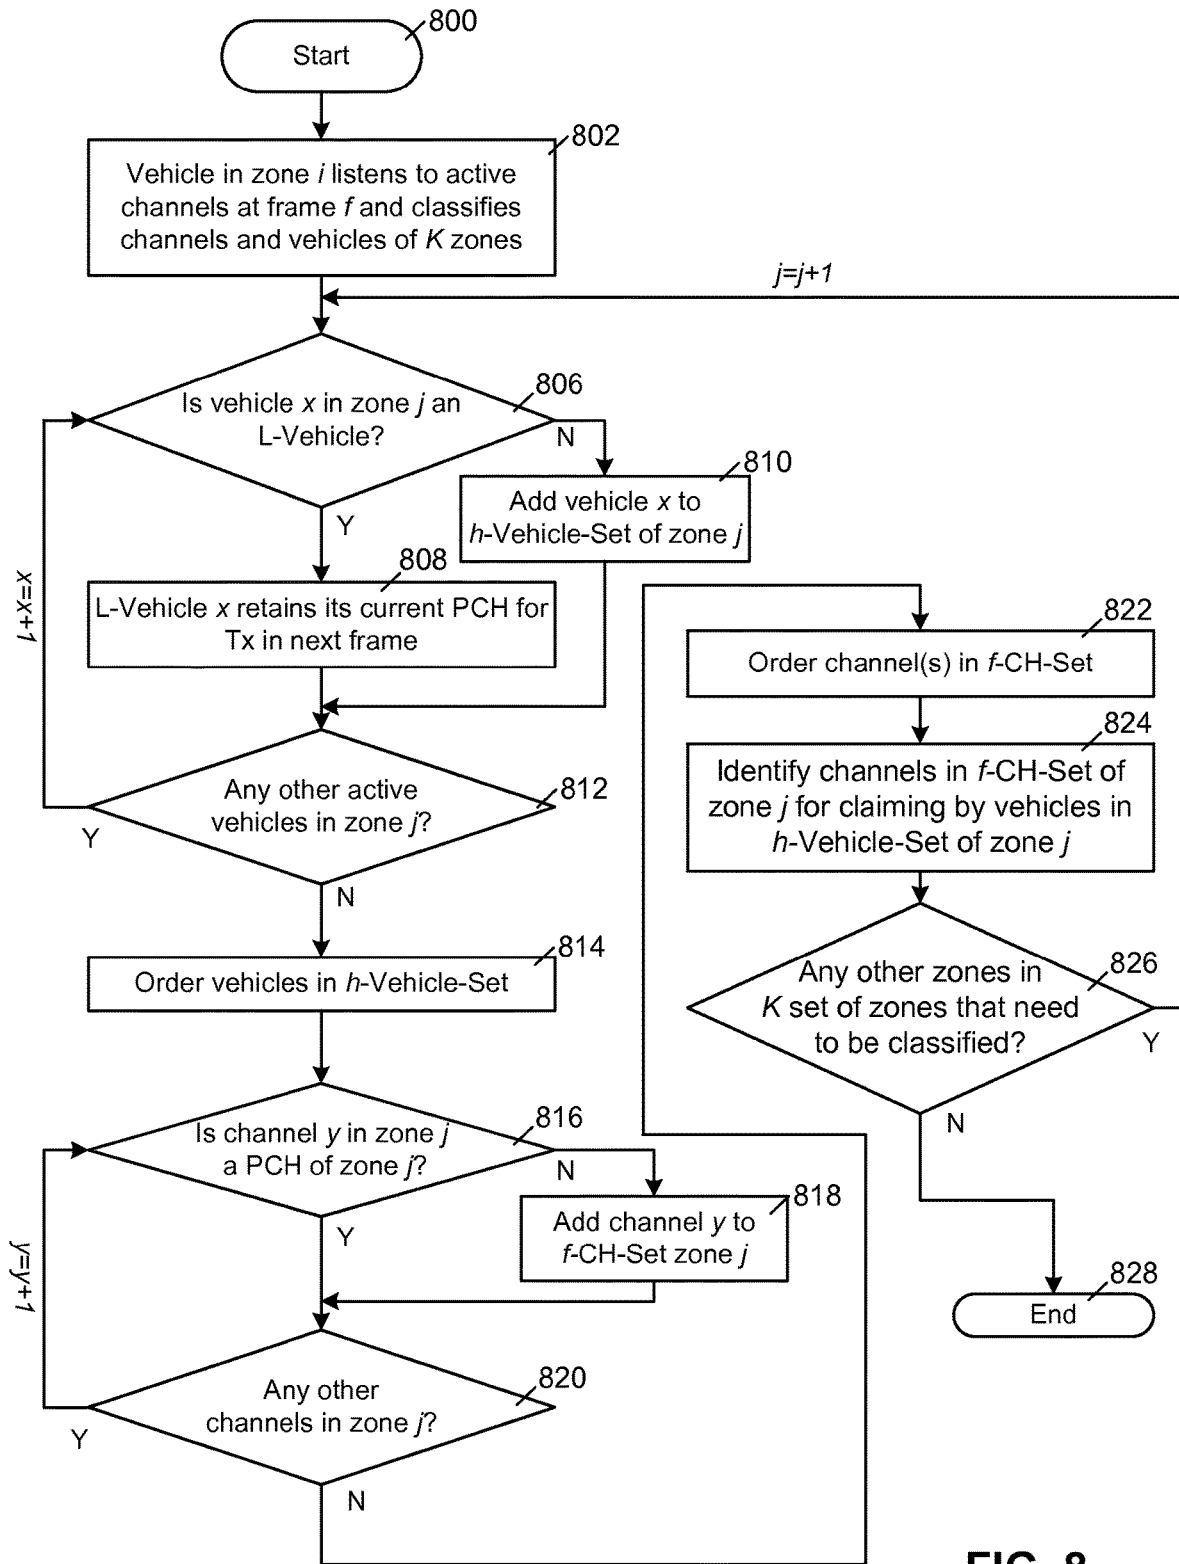 800
Start
802
Vehicle in zone i listens to active
channels at frame f and classifies
channels and vehicles of K zones
j=j+1
806
Is vehicle x in zone j an
L-Vehicle?
N
Y
810
Add vehicle x to
h-Vehicle-Set of zone j
808
L-Vehicle x retains its current PCH for
Tx in next frame
x=x+1
812
Any other active
vehicles in zone j?
Y
N
814
Order vehicles in h-Vehicle-Set
816
Is channel y in zone j
a PCH of zone j?
N
Y
818
Add channel y to
f-CH-Set zone j
y=y+1
820
Any other
channels in zone j?
Y
N
822
Order channel(s) in f-CH-Set
824
Identify channels in f-CH-Set of
zone j for claiming by vehicles in
h-Vehicle-Set of zone j
826
Any other zones in
K set of zones that need
to be classified?
Y
N
828
End
FIG. 8